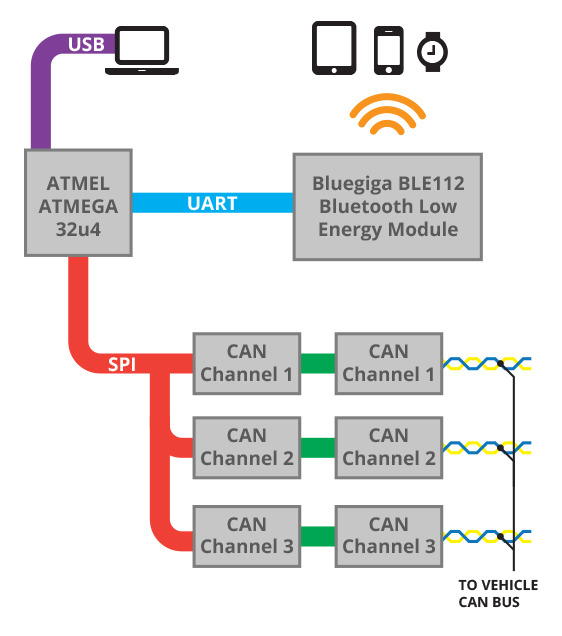 USB
ATMEL
ATMEGA
32u4
UART
Bluegiga BLE112
Bluetooth Low
Energy Module
SPI
CAN
Channel 1
CAN
Channel 1
CAN
Channel 2
CAN
Channel 2
CAN
Channel 3
CAN
Channel 3
TO VEHICLE
CAN BUS